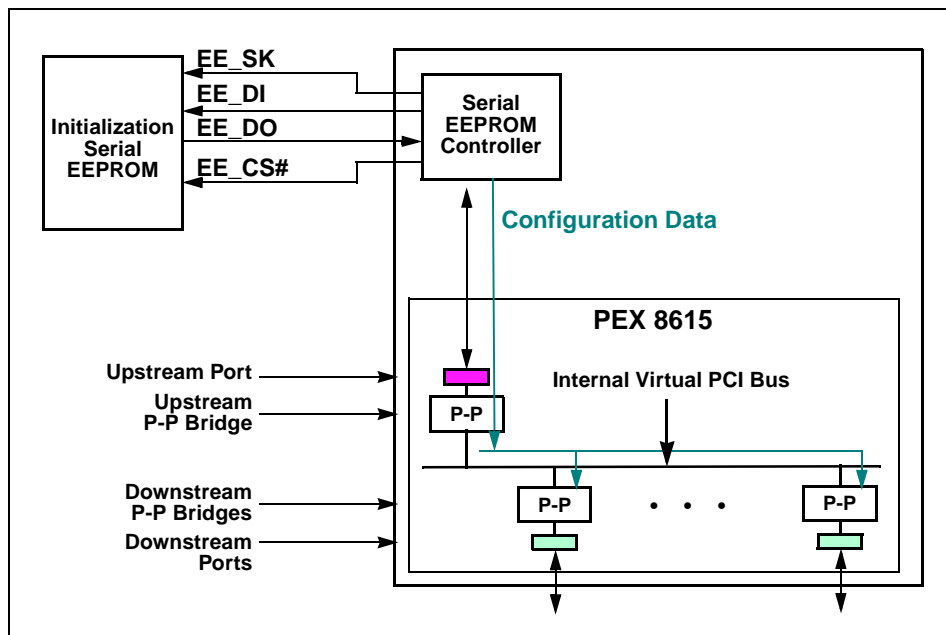 EE_SK
EE_DI
EE_DO
EE_CS#
Initialization
Serial
EEPROM
Serial
EEPROM
Controller
Configuration Data
PEX 8615
Upstream Port
Internal Virtual PCI Bus
Upstream
P-P Bridge
P-P
Downstream
P-P Bridges
P-P
• • •
P-P
Downstream
Ports